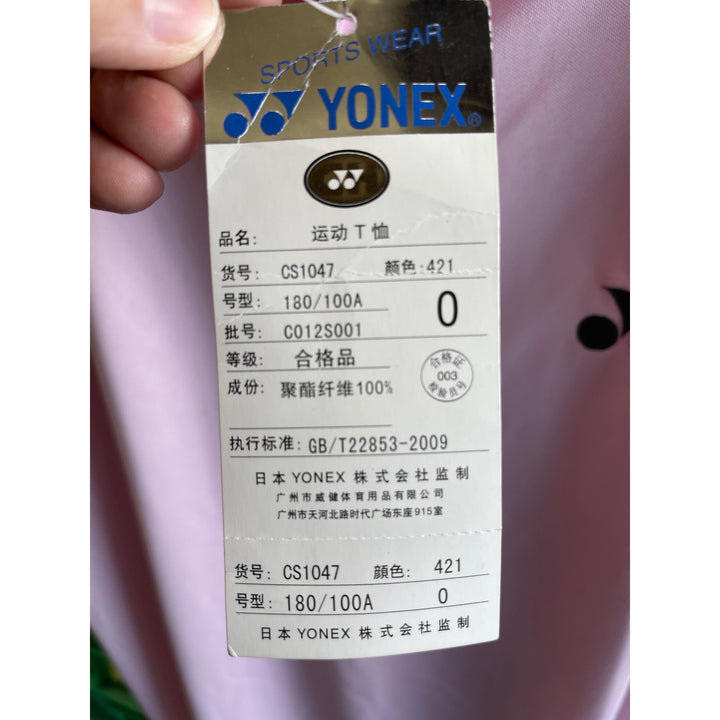 SPORTS WEAR
YONEX®
品名: 运动T恤
货号: CS1047 颜色:421
号型: 180/100A 0
批号: C012S001
等级: 合格品
合格证
003
检验员号
成份: 聚酯纤维100%
执行标准: GB/T22853-2009
日本YONEX株式会社监制
广州市威健体育用品有限公司
广州市天河北路时代广场东座915室
货号: CS1047 顔色: 421
号型: 180/100A 0
日本YONEX株式会社监制